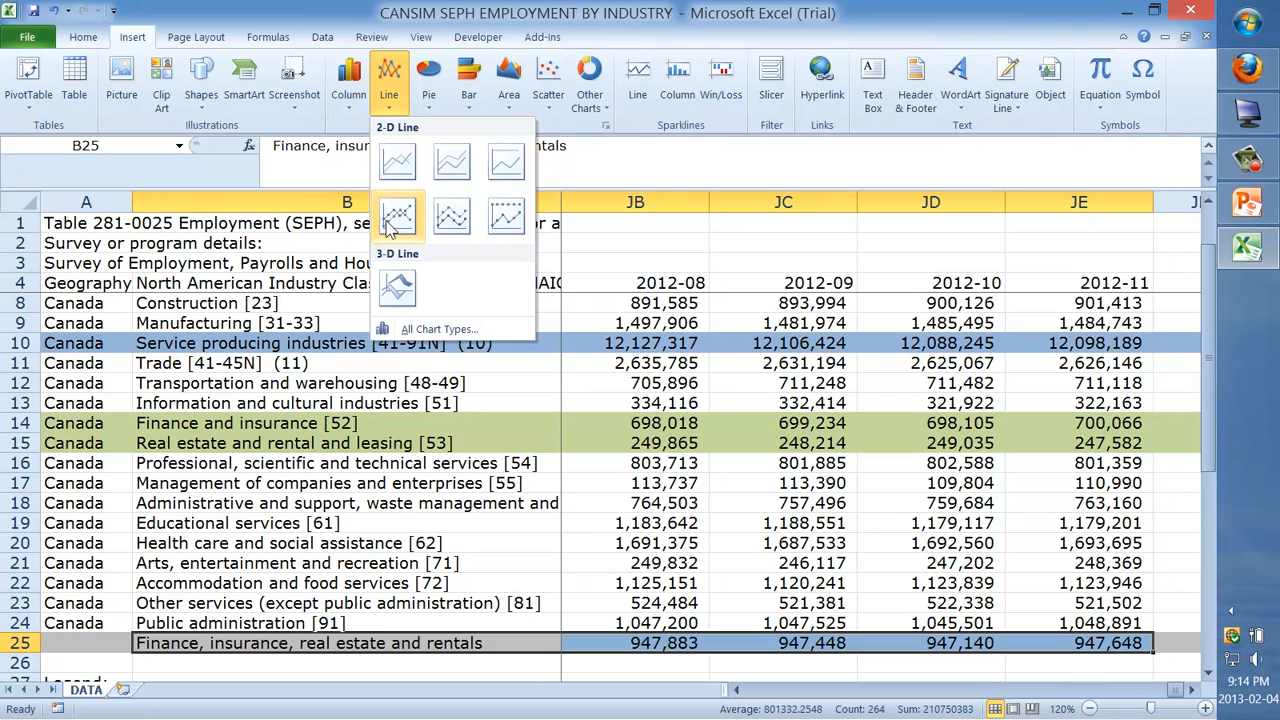 CANSIM SEPH EMPLOYMENT BY INDUSTRY - Microsoft Excel (Trial)
File Home Insert Page Layout Formulas Data Review View Developer Add-Ins
PivotTable Table Picture Clip Art Shapes SmartArt Screenshot Column Line Pie Bar Area Scatter Other Charts Line Column Win/Loss Slicer Hyperlink Text Box Header & Footer WordArt Signature Line Object Equation Symbol
Tables Illustrations Sparklines Filter Links Text Symbols
B25 fx Finance, insur entals
2-D Line
3-D Line
All Chart Types...
A B JB JC JD JE
1 Table 281-0025 Employment (SEPH), se or a
2 Survey or program details:
3 Survey of Employment, Payrolls and Hou
4 Geography North American Industry Clas AIC 2012-08 2012-09 2012-10 2012-11
8 Canada Construction [23] 891,585 893,994 900,126 901,413
9 Canada Manufacturing [31-33] 1,497,906 1,481,974 1,485,495 1,484,743
10 Canada Service producing industries [41-91N] (10) 12,127,317 12,106,424 12,088,245 12,098,189
11 Canada Trade [41-45N] (11) 2,635,785 2,631,194 2,625,067 2,626,146
12 Canada Transportation and warehousing [48-49] 705,896 711,248 711,482 711,118
13 Canada Information and cultural industries [51] 334,116 332,414 321,922 322,163
14 Canada Finance and insurance [52] 698,018 699,234 698,105 700,066
15 Canada Real estate and rental and leasing [53] 249,865 248,214 249,035 247,582
16 Canada Professional, scientific and technical services [54] 803,713 801,885 802,588 801,359
17 Canada Management of companies and enterprises [55] 113,737 113,390 109,804 110,990
18 Canada Administrative and support, waste management and 764,503 757,496 759,684 763,160
19 Canada Educational services [61] 1,183,642 1,188,551 1,179,117 1,179,201
20 Canada Health care and social assistance [62] 1,691,375 1,687,533 1,692,560 1,693,695
21 Canada Arts, entertainment and recreation [71] 249,832 246,117 247,202 248,369
22 Canada Accommodation and food services [72] 1,125,151 1,120,241 1,123,839 1,123,946
23 Canada Other services (except public administration) [81] 524,484 521,381 522,338 521,502
24 Canada Public administration [91] 1,047,200 1,047,525 1,045,501 1,048,891
25 Finance, insurance, real estate and rentals 947,883 947,448 947,140 947,648
26
DATA
Ready Average: 801332.2548 Count: 264 Sum: 210750383 120%
9:14 PM
2013-02-04